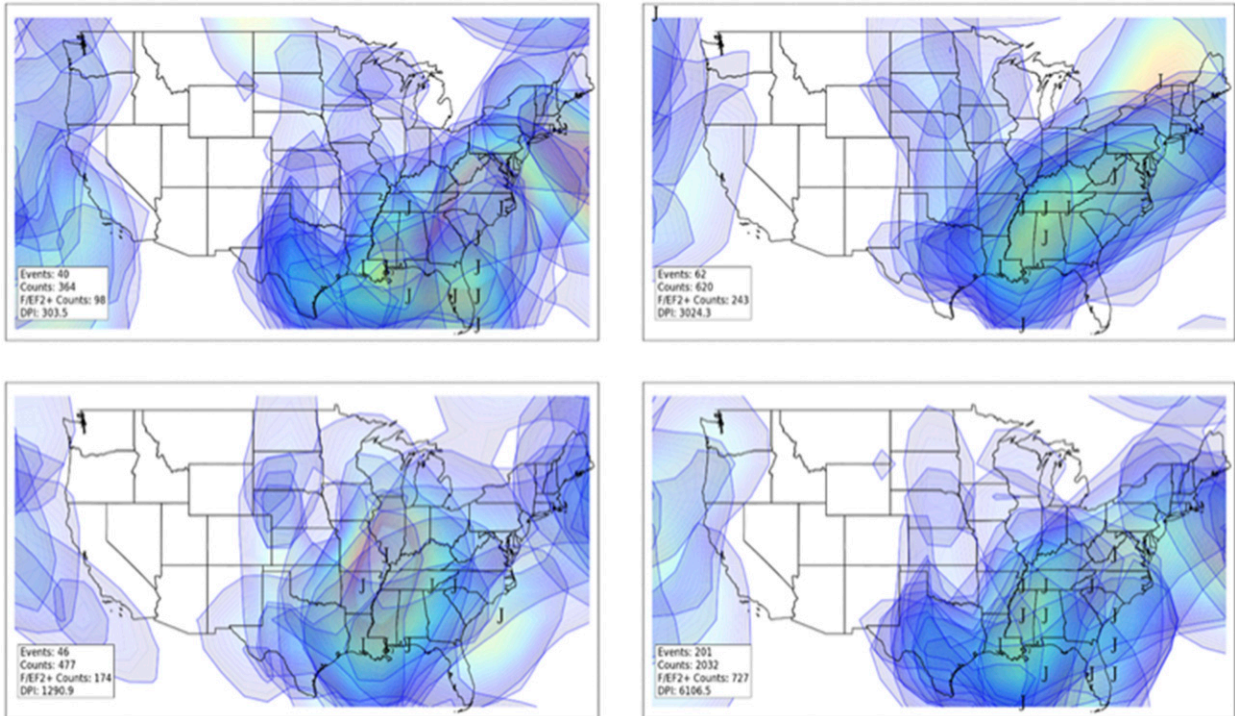 J
J
J
J
J
J
J
J
J
Events: 40
Counts: 364
F/EF2+ Counts: 98
DPI: 303.5
J
J
J
J
J
J
J
J
Events: 62
Counts: 620
F/EF2+ Counts: 243
DPI: 3024.3
J
J
J
J
J
J
J
Events: 46
Counts: 477
F/EF2+ Counts: 174
DPI: 1290.9
J
J
J
J
J
J
J
J
J
J
J
J
Events: 201
Counts: 2032
F/EF2+ Counts: 727
DPI: 6106.5